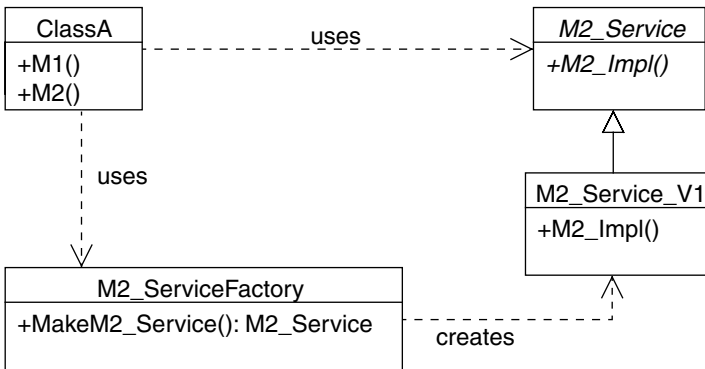 ClassA
+M1()
+M2()
uses
M2_Service
+M2_Impl()
uses
M2_Service_V1
+M2_Impl()
M2_ServiceFactory
+MakeM2_Service(): M2_Service
creates